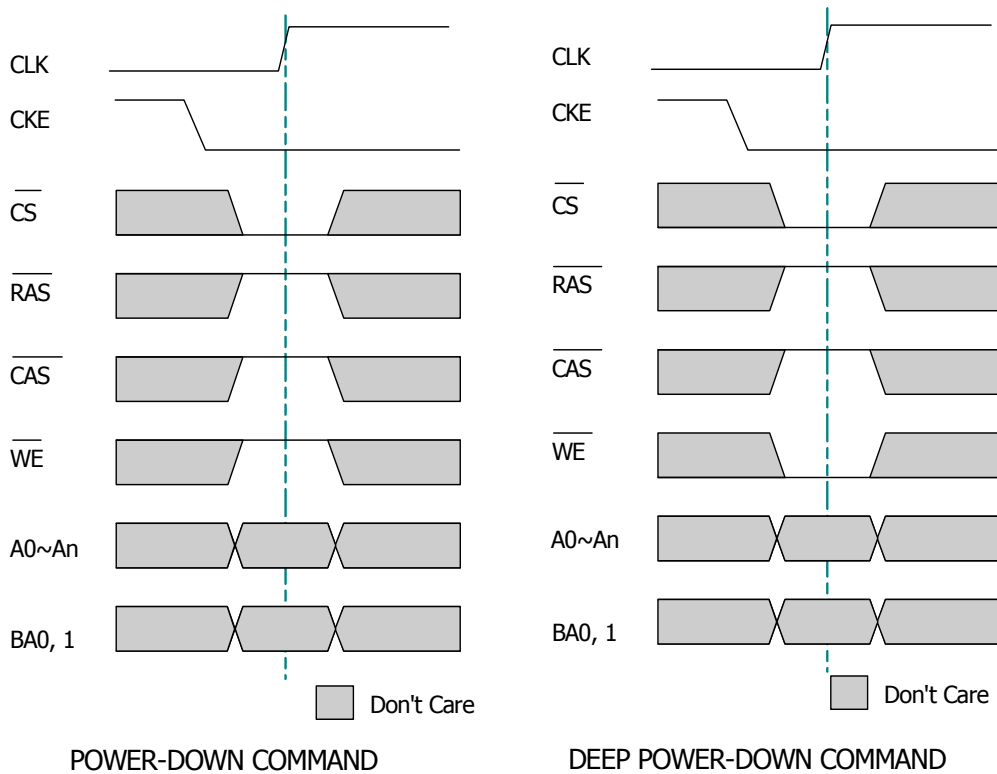 CLK
CKE
CS
RAS
CAS
WE
A0~An
BA0, 1
Don't Care
POWER-DOWN COMMAND
CLK
CKE
CS
RAS
CAS
WE
A0~An
BA0, 1
Don't Care
DEEP POWER-DOWN COMMAND